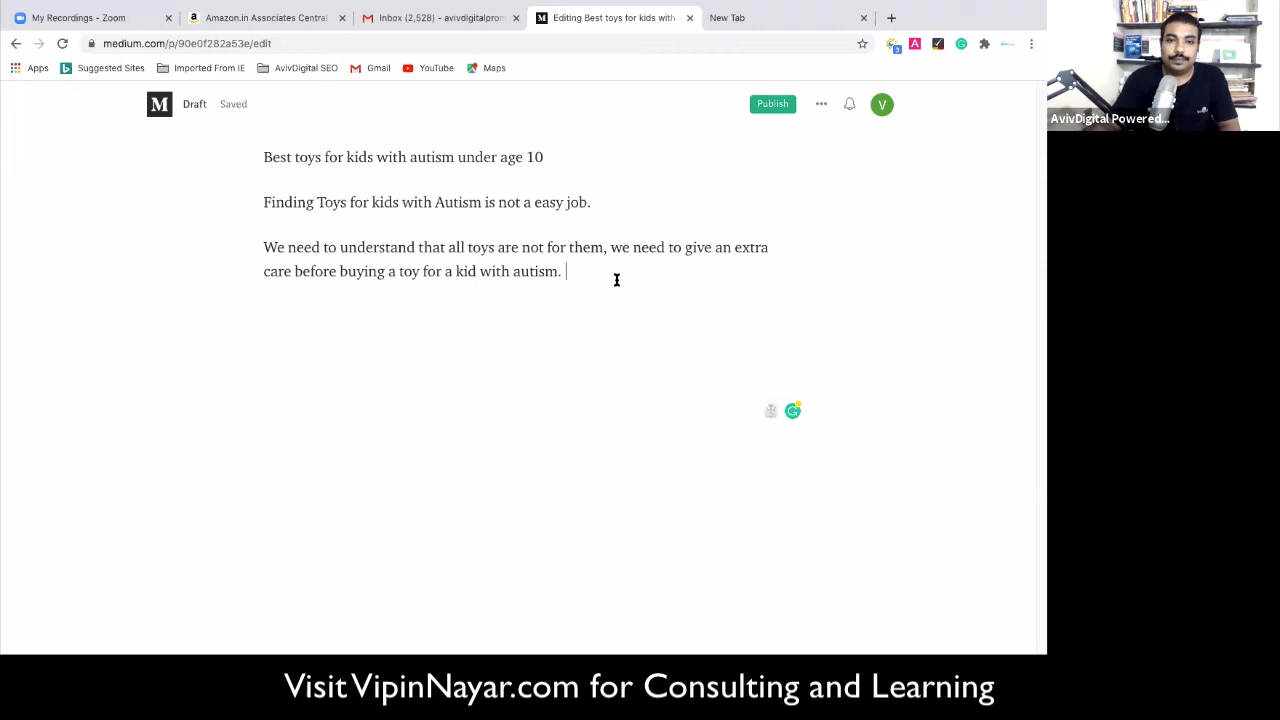 My Recordings - Zoom
Amazon.in Associates Central
Inbox (2,528) - avivdigitalprom
Editing Best toys for kids with
New Tab
medium.com/p/90e0f282a53e/edit
3
Apps
Suggested Sites
Imported From IE
AvivDigital SEO
Gmail
Maps
M
Draft
Saved
Publish
V
AvivDigital Powered...
Best toys for kids with autism under age 10
Finding Toys for kids with Autism is not a easy job.
We need to understand that all toys are not for them, we need to give an extra
care before buying a toy for a kid with autism.
Visit VipinNayar.com for Consulting and Learning